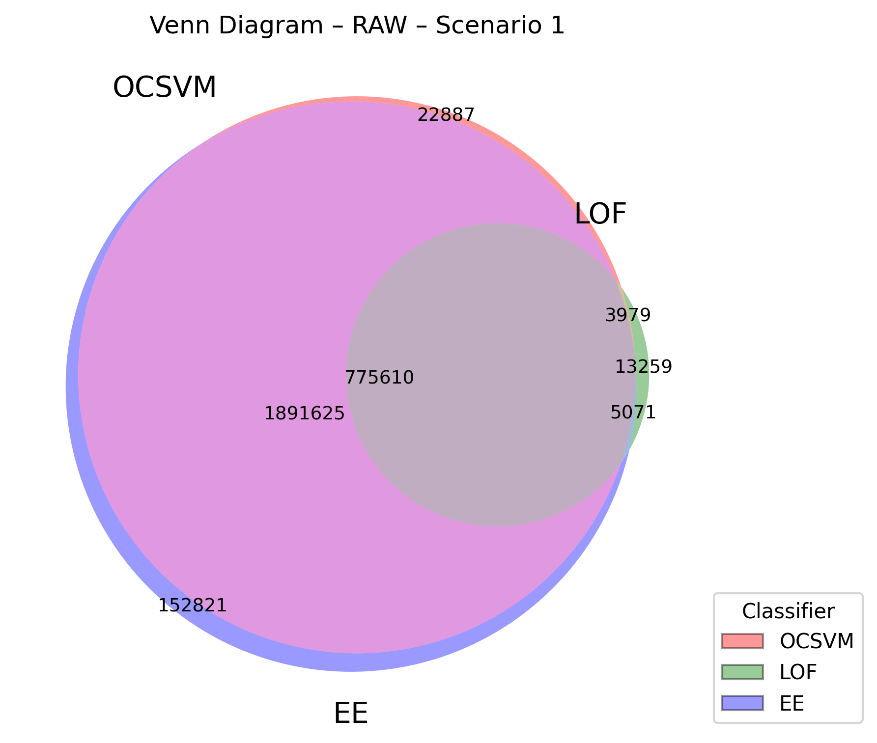 Venn Diagram – RAW – Scenario 1
OCSVM
22887
LOF
3979
13259
775610
5071
1891625
152821
Classifier
OCSVM
LOF
EE
EE